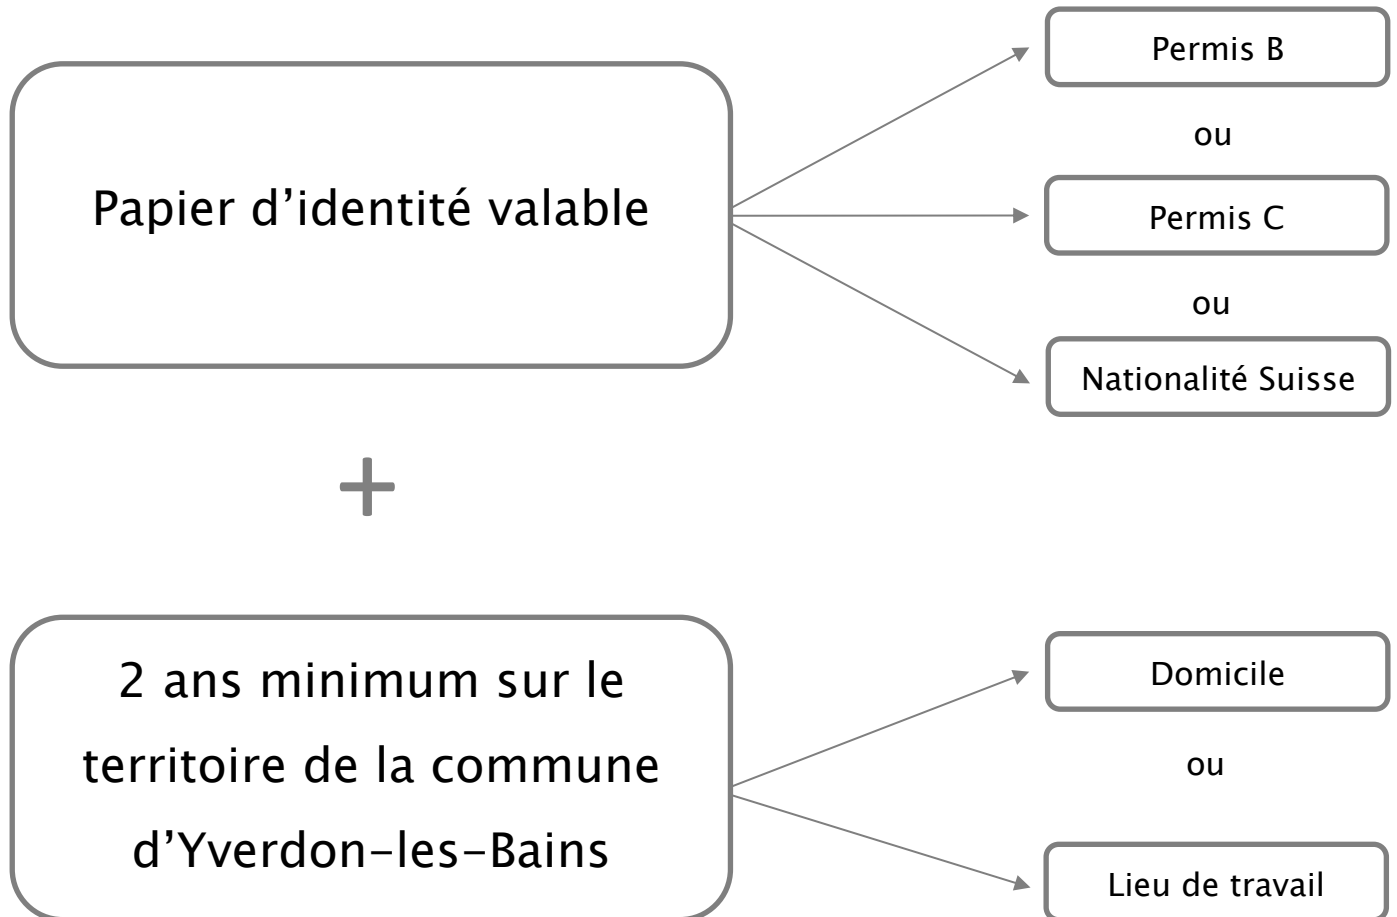 Papier d’identité valable
Permis B
ou
Permis C
ou
Nationalité Suisse
+
2 ans minimum sur le
territoire de la commune
d’Yverdon-les-Bains
Domicile
ou
Lieu de travail